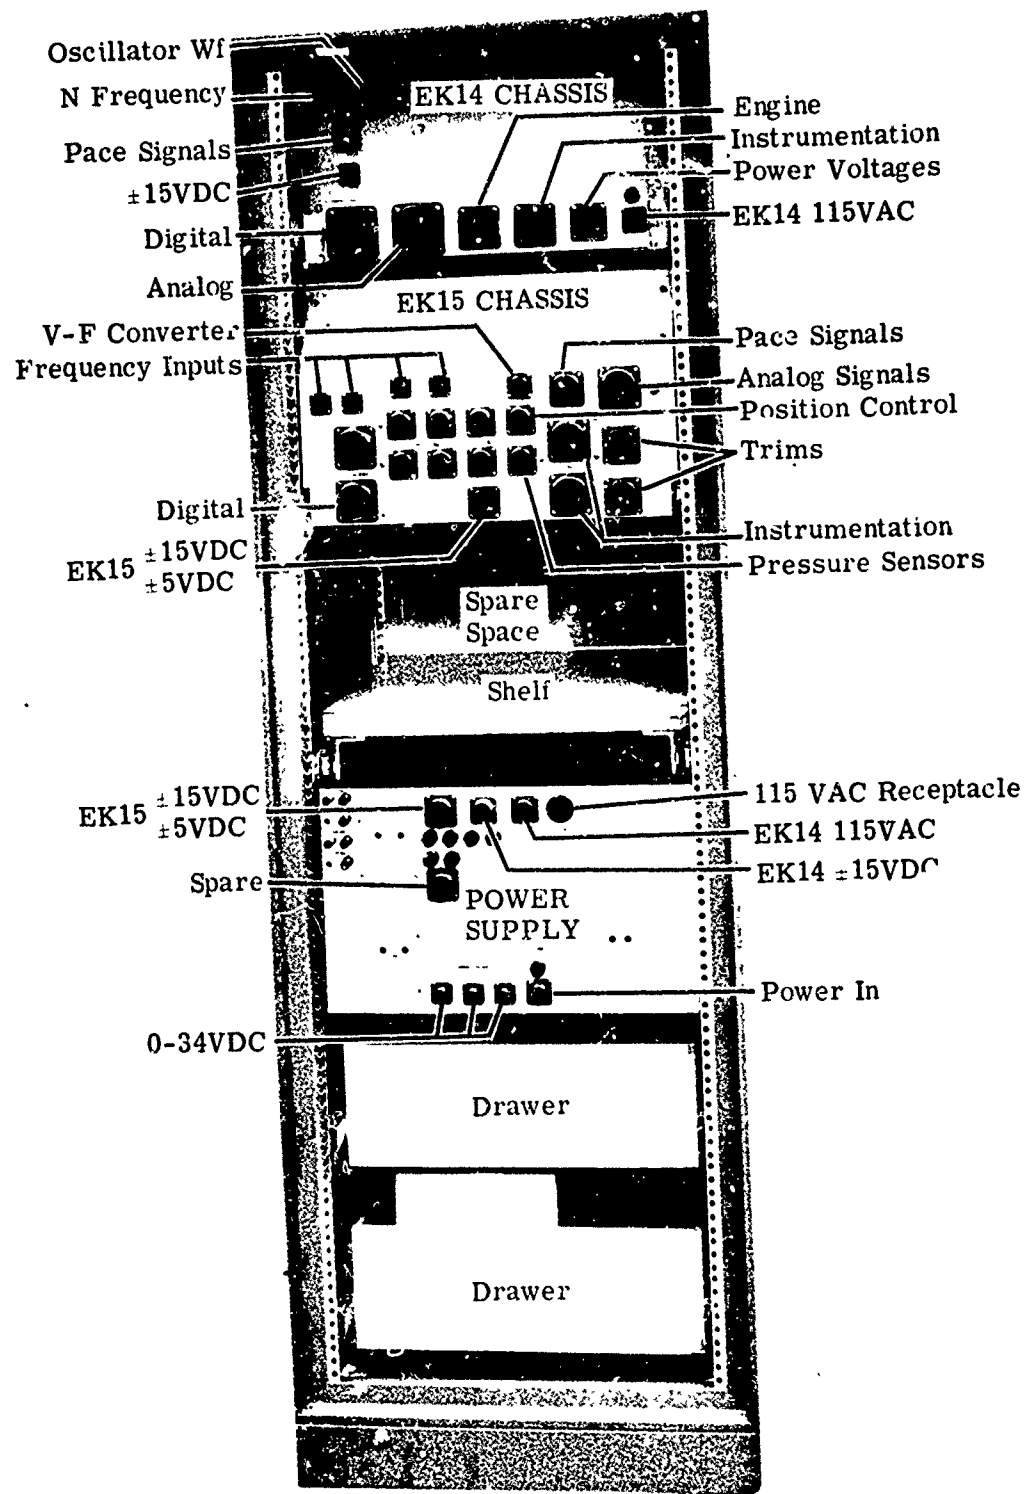 Oscillator Wf
N Frequency
EK14 CHASSIS
Engine
Instrumentation
Pace Signals
Power Voltages
±15VDC
EK14 115VAC
Digital
Analog
EK15 CHASSIS
V-F Converter
Pace Signals
Frequency Inputs
Analog Signals
Position Control
Trims
Digital
Instrumentation
EK15 ±15VDC
±5VDC
Pressure Sensors
Spare
Space
Shelf
EK15 ±15VDC
±5VDC
115 VAC Receptacle
EK14 115VAC
EK14 ±15VDC
Spare
POWER
SUPPLY
Power In
0-34VDC
Drawer
Drawer